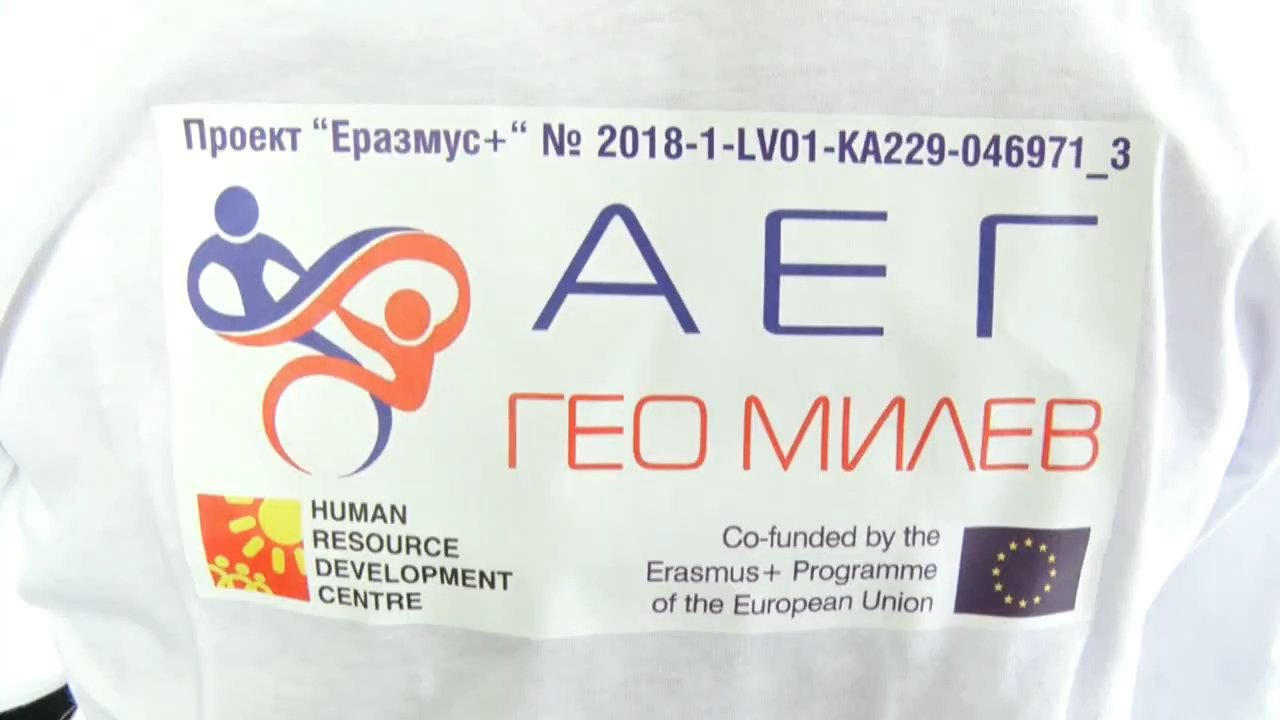 Проект “Еразмус+“ № 2018-1-LV01-KA229-046971_3
АЕГ
ГЕО МИЛЕВ
HUMAN
RESOURCE
DEVELOPMENT
CENTRE
Co-funded by the
Erasmus+ Programme
of the European Union